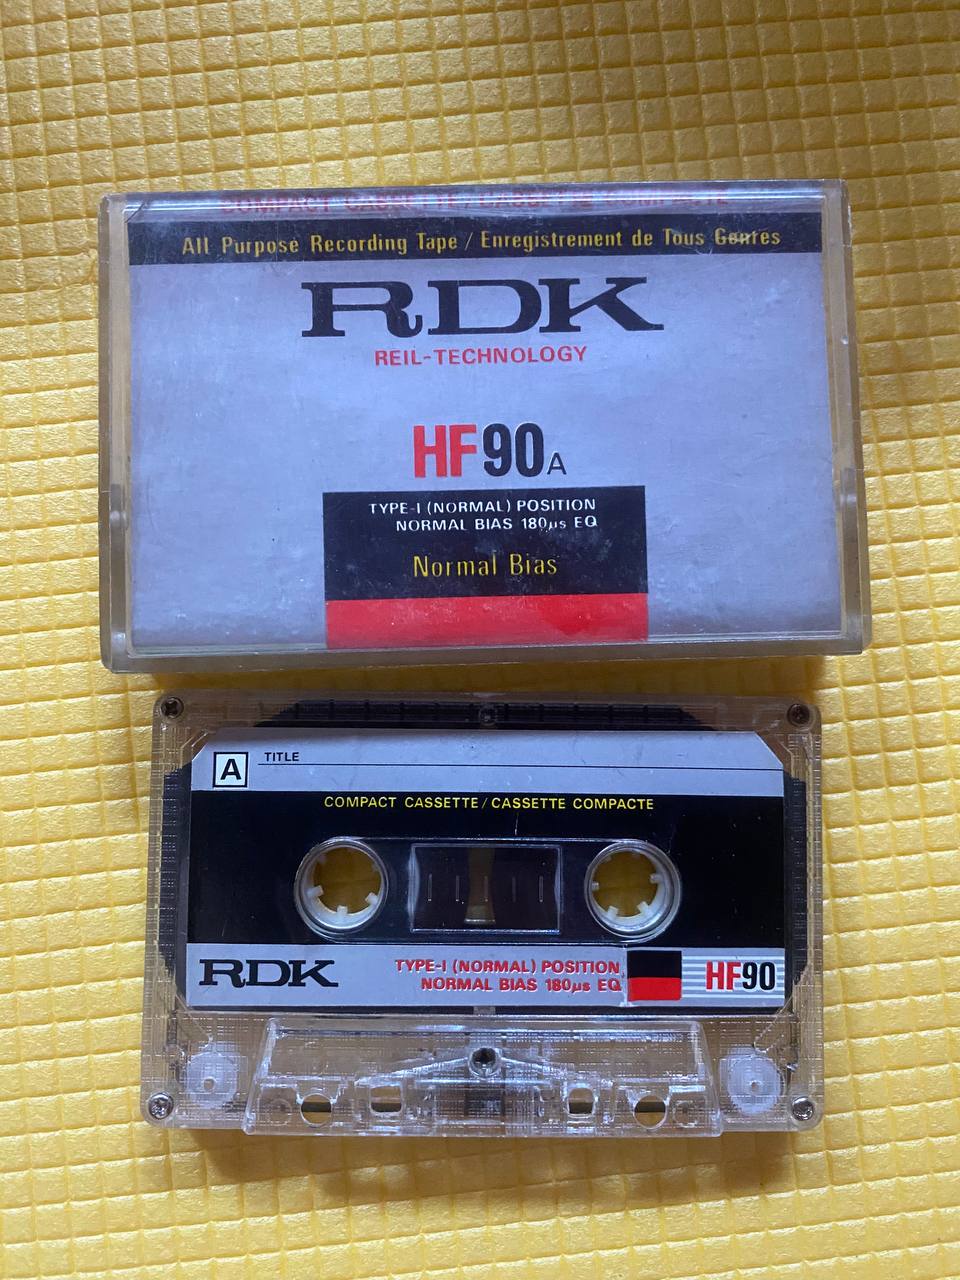 COMPACT CASSETTE / CASSETTE COMPACTE
All Purpose Recording Tape / Enregistrement de Tous Genres
RDK
REIL-TECHNOLOGY
HF90A
TYPE-I (NORMAL) POSITION
NORMAL BIAS 180µs EQ
Normal Bias
A TITLE
COMPACT CASSETTE / CASSETTE COMPACTE
RDK
TYPE-I (NORMAL) POSITION
NORMAL BIAS 180µs EQ
HF90